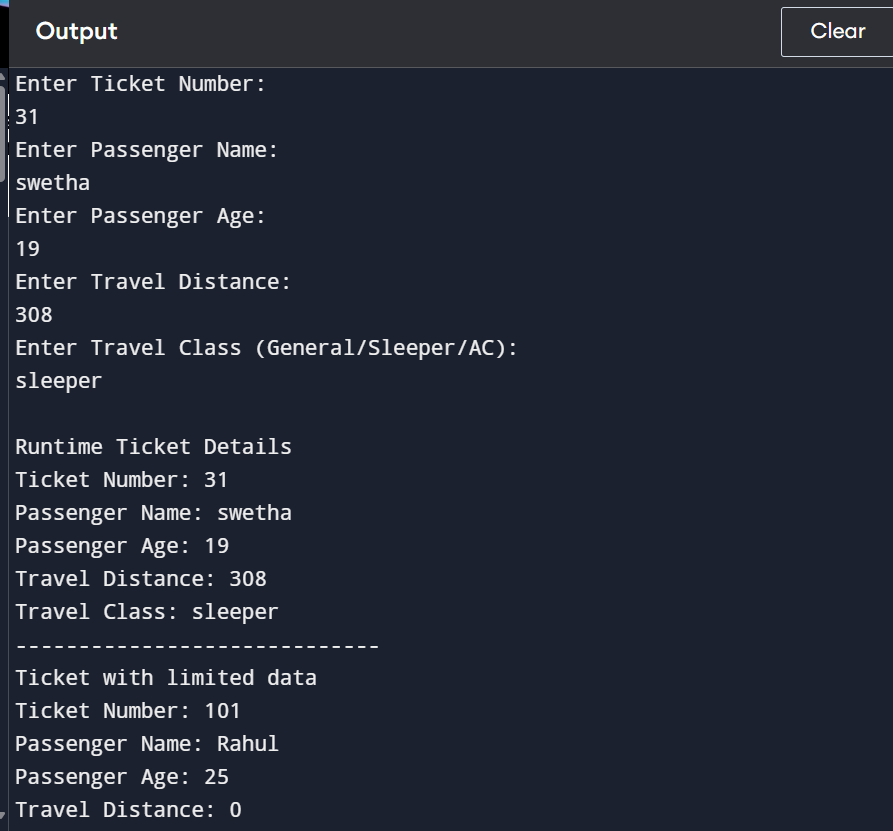 Output
Clear
Enter Ticket Number:
31
Enter Passenger Name:
swetha
Enter Passenger Age:
19
Enter Travel Distance:
308
Enter Travel Class (General/Sleeper/AC):
sleeper
Runtime Ticket Details
Ticket Number: 31
Passenger Name: swetha
Passenger Age: 19
Travel Distance: 308
Travel Class: sleeper
-----------------------------
Ticket with limited data
Ticket Number: 101
Passenger Name: Rahul
Passenger Age: 25
Travel Distance: 0